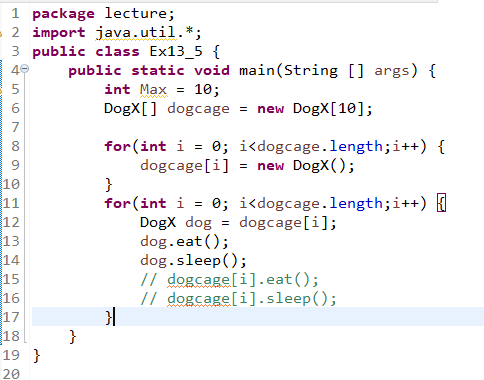 1 package lecture;
2 import java.util.*;
3 public class Ex13_5 {
4     public static void main(String [] args) {
5         int Max = 10;
6         DogX[] dogcage = new DogX[10];
7
8         for(int i = 0; i<dogcage.length;i++) {
9             dogcage[i] = new DogX();
10         }
11         for(int i = 0; i<dogcage.length;i++) {
12             DogX dog = dogcage[i];
13             dog.eat();
14             dog.sleep();
15             // dogcage[i].eat();
16             // dogcage[i].sleep();
17         }
18     }
19 }
20